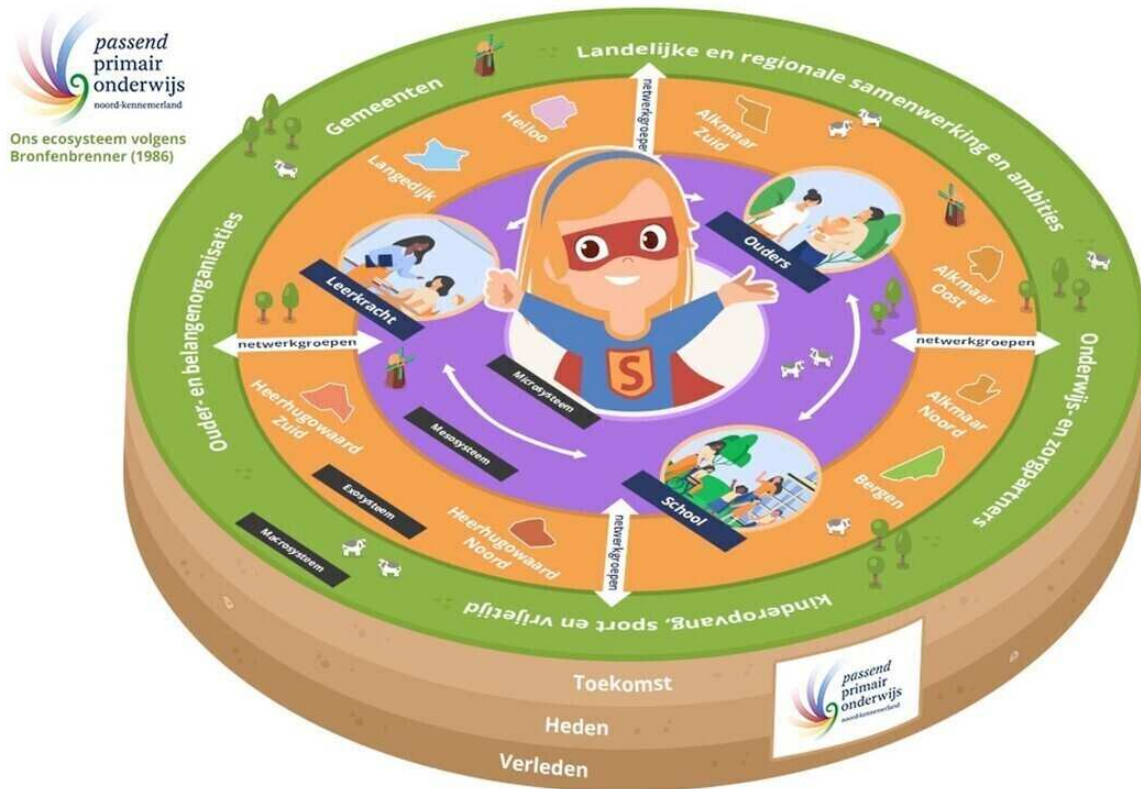 passend
primair
onderwijs
noord-kennemerland
Ons ecosysteem volgens
Bronfenbrenner (1986)
Landelijke en regionale samenwerking en ambities
Gemeenten
Ouder- en belangenorganisaties
Onderwijs- en zorgpartners
kinderopvang, sport en vrijetijd
netwerkgroepen
netwerkgroepen
netwerkgroepen
netwerkgroepen
Heiloo
Alkmaar
Zuid
Langedijk
Alkmaar
Oost
Alkmaar
Noord
Bergen
Heerhugowaard
Zuid
Heerhugowaard
Noord
Leerkracht
Ouders
School
S
Microsysteem
Mesosysteem
Exosysteem
Macrosysteem
Toekomst
Heden
Verleden
passend
primair
onderwijs
noord-kennemerland